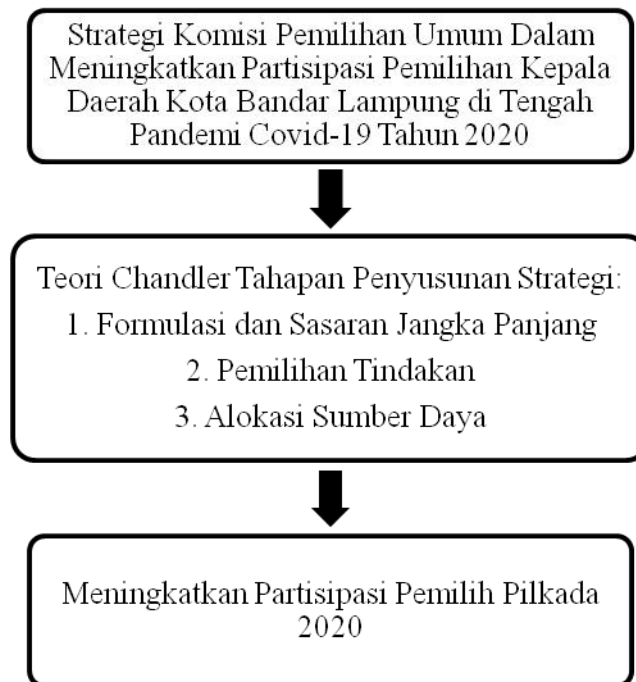 Strategi Komisi Pemilihan Umum Dalam
Meningkatkan Partisipasi Pemilihan Kepala
Daerah Kota Bandar Lampung di Tengah
Pandemi Covid-19 Tahun 2020
Teori Chandler Tahapan Penyusunan Strategi:
1. Formulasi dan Sasaran Jangka Panjang
2. Pemilihan Tindakan
3. Alokasi Sumber Daya
Meningkatkan Partisipasi Pemilih Pilkada
2020